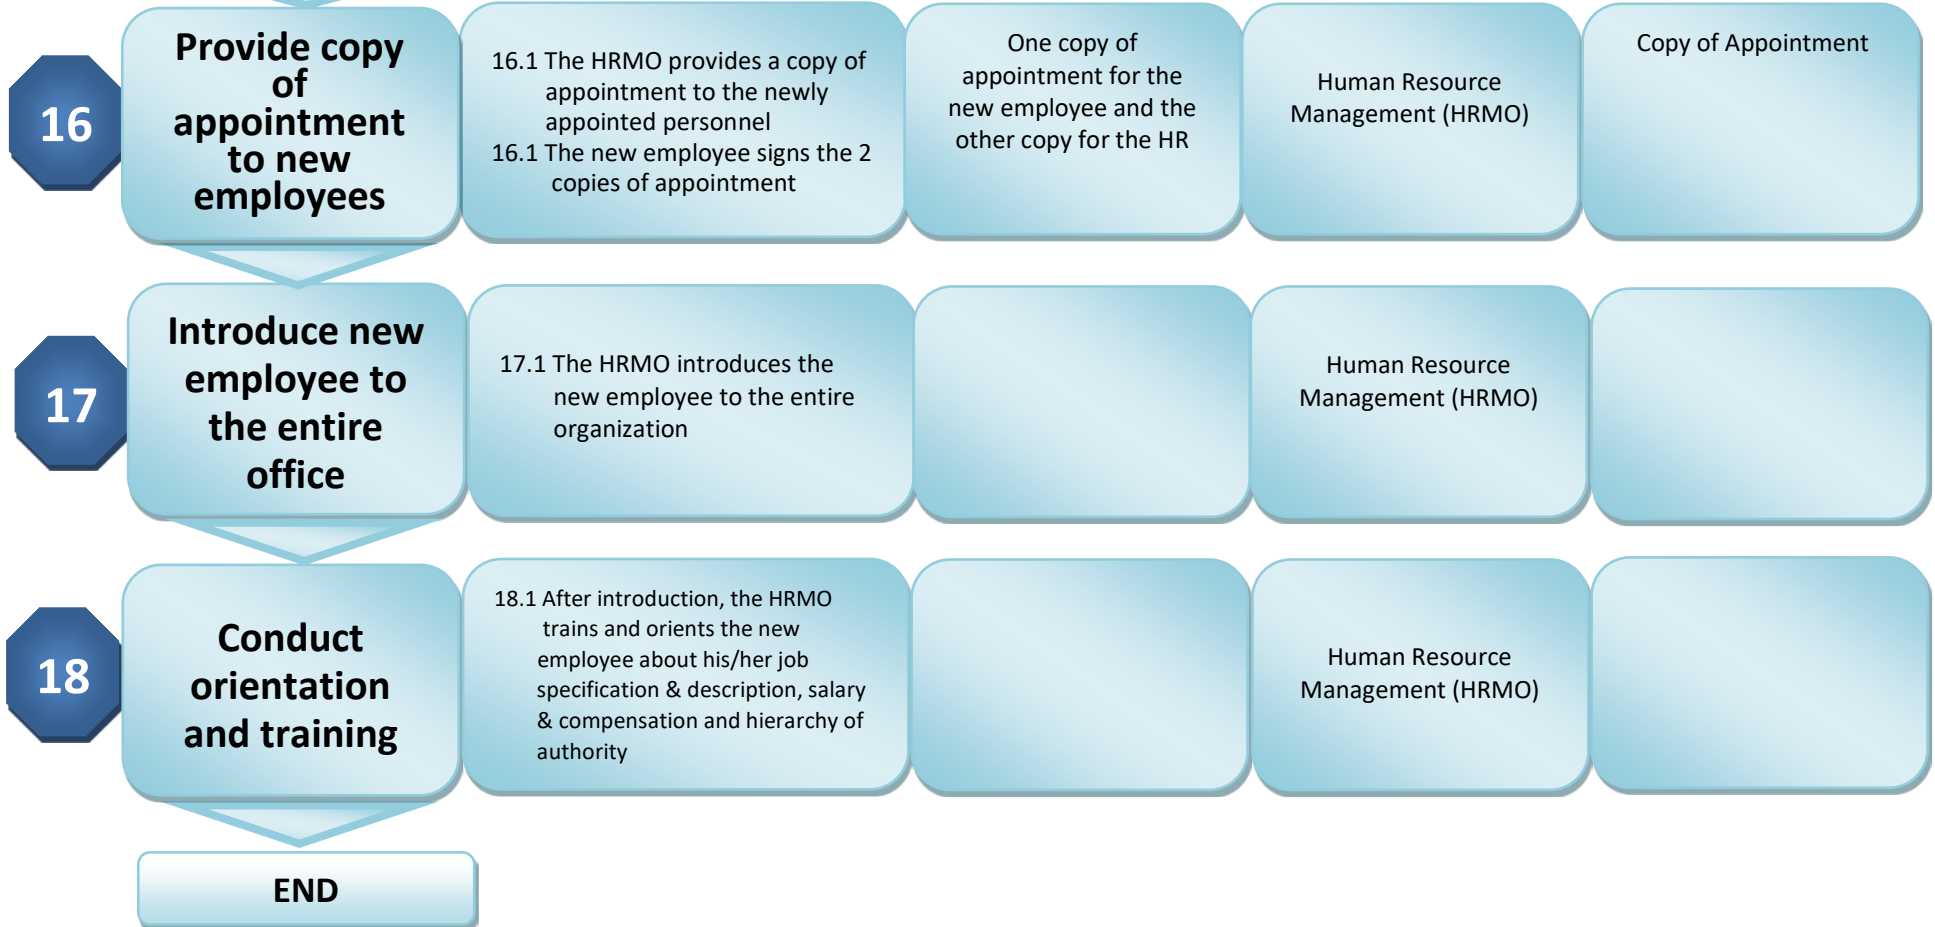 16
Provide copy
of
appointment
to new
employees
16.1 The HRMO provides a copy of
appointment to the newly
appointed personnel
16.1 The new employee signs the 2
copies of appointment
One copy of
appointment for the
new employee and the
other copy for the HR
Human Resource
Management (HRMO)
Copy of Appointment
17
Introduce new
employee to
the entire
office
17.1 The HRMO introduces the
new employee to the entire
organization
Human Resource
Management (HRMO)
18
Conduct
orientation
and training
18.1 After introduction, the HRMO
trains and orients the new
employee about his/her job
specification & description, salary
& compensation and hierarchy of
authority
Human Resource
Management (HRMO)
END